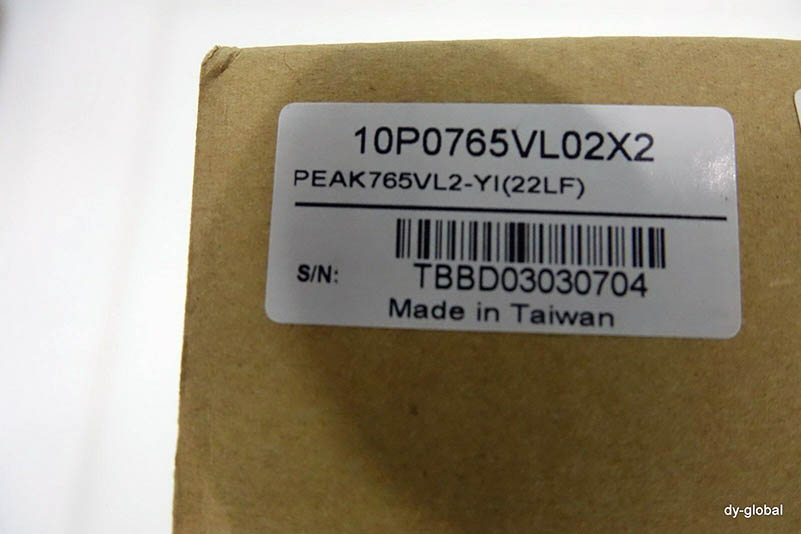 10P0765VL02X2
PEAK765VL2-YI(22LF)
S/N:
TBBD03030704
Made in Taiwan
dy-global